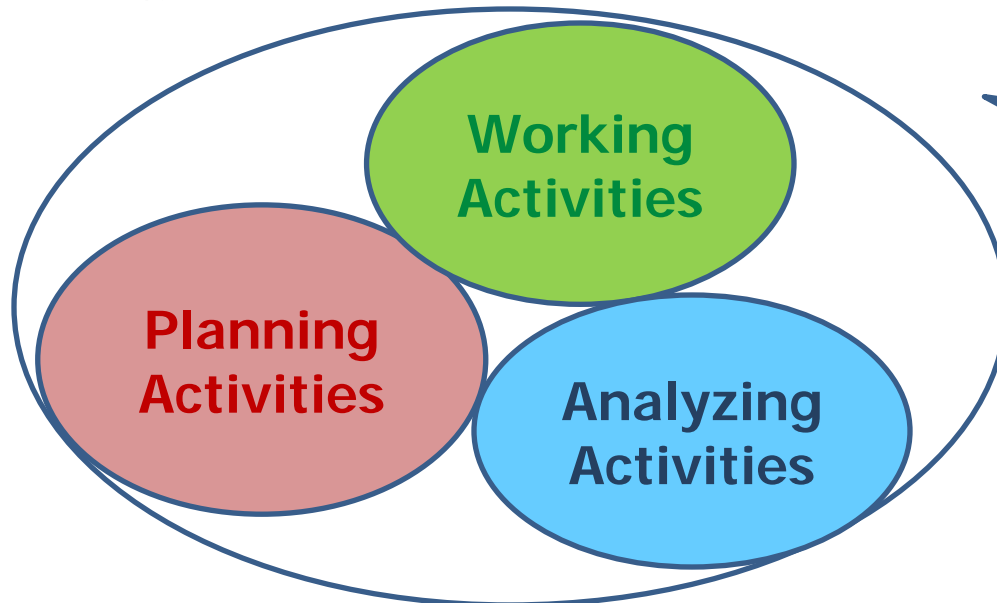 Working
Activities
Planning
Activities
Analyzing
Activities